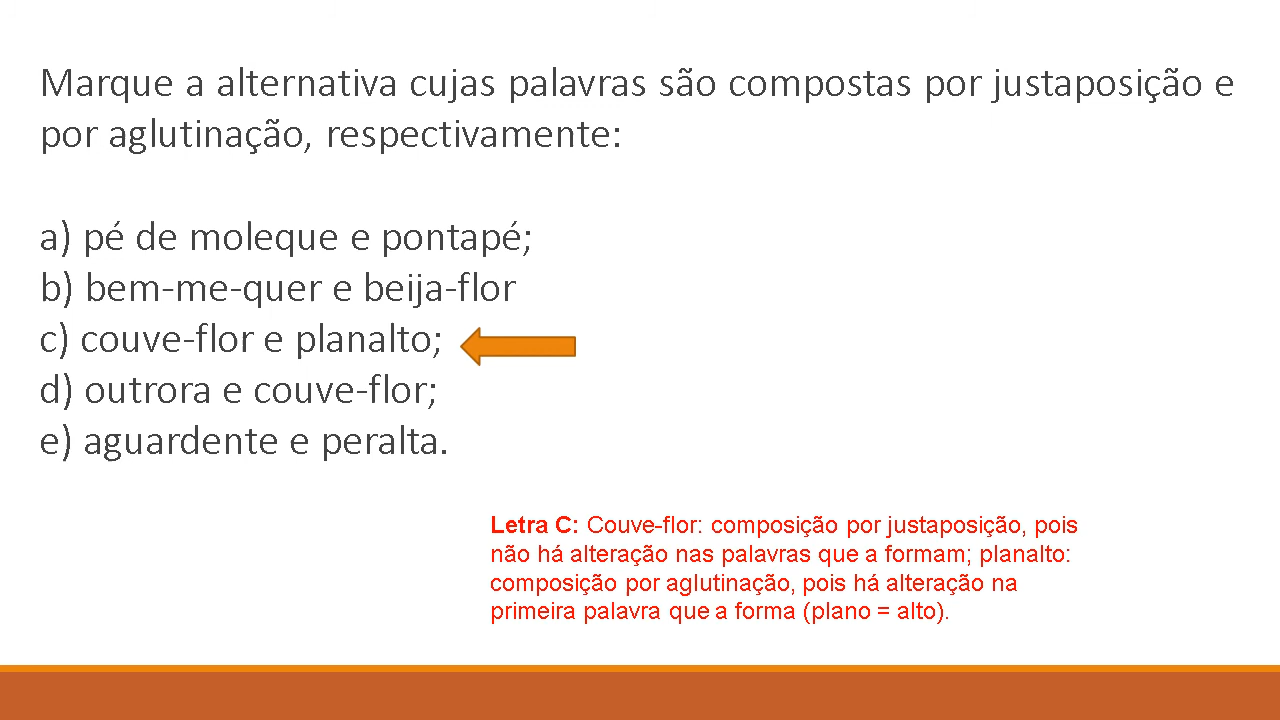 Marque a alternativa cujas palavras são compostas por justaposição e
por aglutinação, respectivamente:
a) pé de moleque e pontapé;
b) bem-me-quer e beija-flor
c) couve-flor e planalto;
d) outrora e couve-flor;
e) aguardente e peralta.
Letra C: Couve-flor: composição por justaposição, pois
não há alteração nas palavras que a formam; planalto:
composição por aglutinação, pois há alteração na
primeira palavra que a forma (plano = alto).